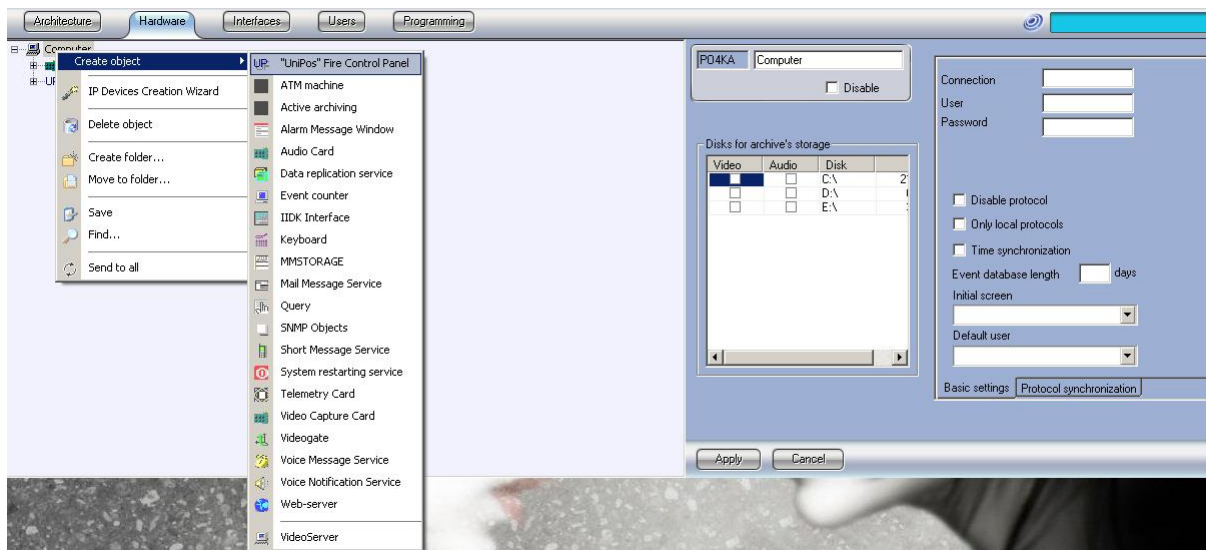 Architecture Hardware Interfaces Users Programming
Computer
Create object
IP Devices Creation Wizard
Delete object
Create folder...
Move to folder...
Save
Find...
Send to all
UP: "UniPos" Fire Control Panel
ATM machine
Active archiving
Alarm Message Window
Audio Card
Data replication service
Event counter
IIDK Interface
Keyboard
MMSTORAGE
Mail Message Service
Query
SNMP Objects
Short Message Service
System restarting service
Telemetry Card
Video Capture Card
Videogate
Voice Message Service
Voice Notification Service
Web-server
VideoServer
PO4KA Computer
Disable
Disks for archive's storage
Video Audio Disk
C:\
D:\
E:\
Connection
User
Password
Disable protocol
Only local protocols
Time synchronization
Event database length days
Initial screen
Default user
Basic settings Protocol synchronization
Apply Cancel